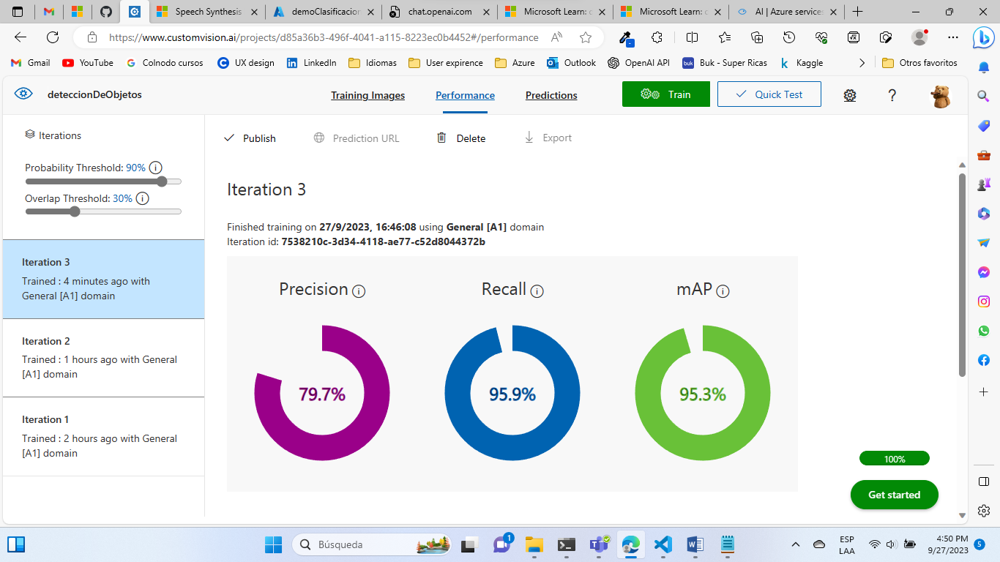 Speech Synthesis
demoClasificacion
chat.openai.com
Microsoft Learn: c
Microsoft Learn: c
AI | Azure services
https://www.customvision.ai/projects/d85a36b3-496f-4041-a115-8223ec0b4452#/performance
Gmail
YouTube
Colnodo cursos
UX design
LinkedIn
Idiomas
User exprirence
Azure
Outlook
OpenAI API
Buk - Super Ricas
Kaggle
Otros favoritos
deteccionDeObjetos
Training Images
Performance
Predictions
Train
Quick Test
Iterations
Publish
Prediction URL
Delete
Export
Probability Threshold: 90%
Overlap Threshold: 30%
Iteration 3
Trained : 4 minutes ago with
General [A1] domain
Iteration 2
Trained : 1 hours ago with General
[A1] domain
Iteration 1
Trained : 2 hours ago with General
[A1] domain
Iteration 3
Finished training on 27/9/2023, 16:46:08 using General [A1] domain
Iteration id: 7538210c-3d34-4118-ae77-c52d8044372b
Precision
Recall
mAP
79.7%
95.9%
95.3%
100%
Get started
Búsqueda
1
ESP
LAA
4:50 PM
9/27/2023
5